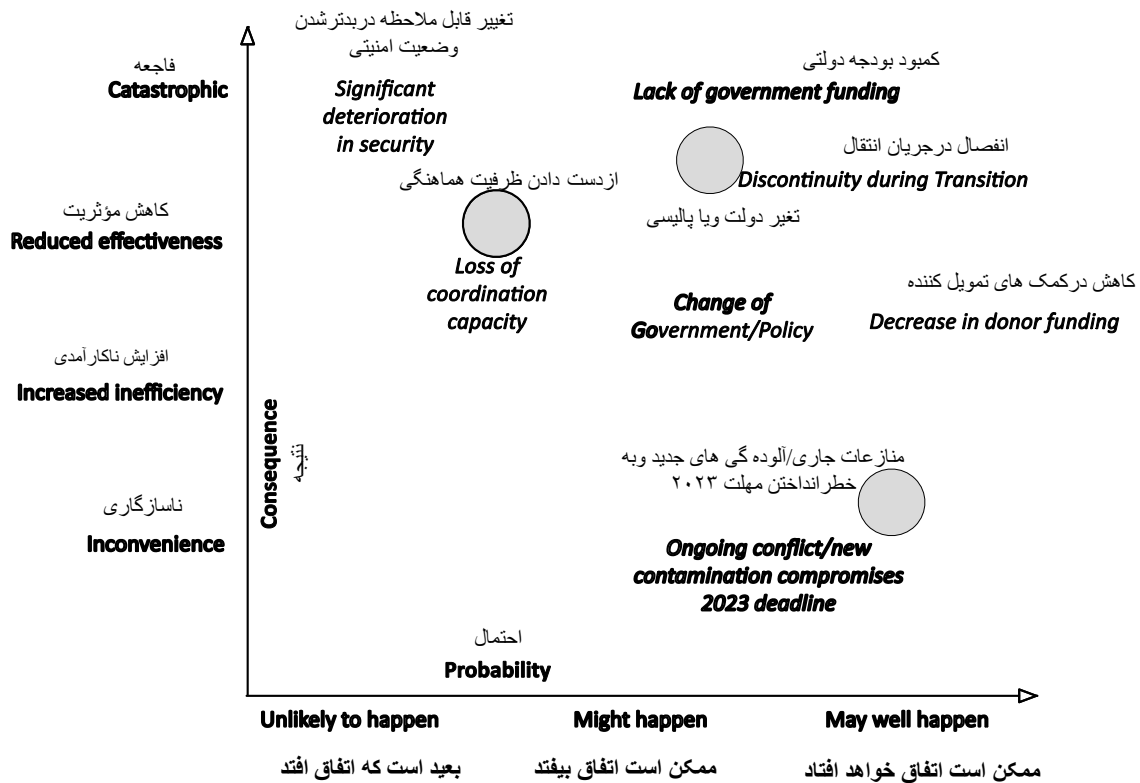 تغییر قابل ملاحظه دربدترشدن
وضعیت امنیتی
فاجعه
Catastrophic
Significant
deterioration
in security
کمبود بودجه دولتی
Lack of government funding
انفصال درجریان انتقال
Discontinuity during Transition
ازدست دادن ظرفیت هماهنگی
کاهش مؤثریت
Reduced effectiveness
تغیر دولت ویا پالیسی
Loss of
coordination
capacity
Change of
Government/Policy
کاهش درکمک های تمویل کننده
Decrease in donor funding
افزایش ناکارآمدی
Increased inefficiency
Consequence
نتیجه
منازعات جاری/آلوده گی های جدید وبه
خطرانداختن مهلت ۲۰۲۳
ناسازگاری
Inconvenience
Ongoing conflict/new
contamination compromises
2023 deadline
احتمال
Probability
Unlikely to happen
Might happen
May well happen
بعید است که اتفاق افتد
ممکن است اتفاق بیفتد
ممکن است اتفاق خواهد افتاد